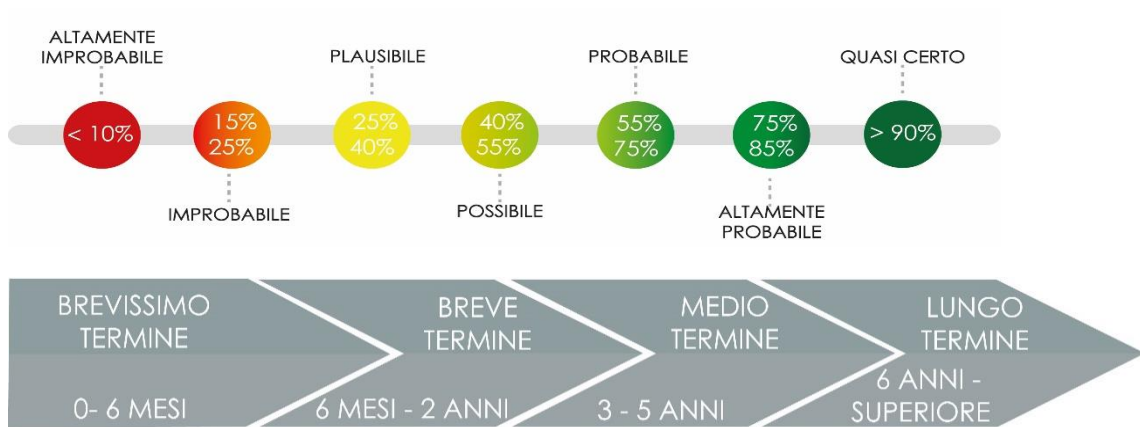 ALTAMENTE
IMPROBABILE
PLAUSIBILE
PROBABILE
QUASI CERTO
< 10%
15%
25%
25%
40%
40%
55%
55%
75%
75%
85%
> 90%
IMPROBABILE
POSSIBILE
ALTAMENTE
PROBABILE
BREVISSIMO
TERMINE
BREVE
TERMINE
MEDIO
TERMINE
LUNGO
TERMINE
0- 6 MESI
6 MESI - 2 ANNI
3 - 5 ANNI
6 ANNI -
SUPERIORE